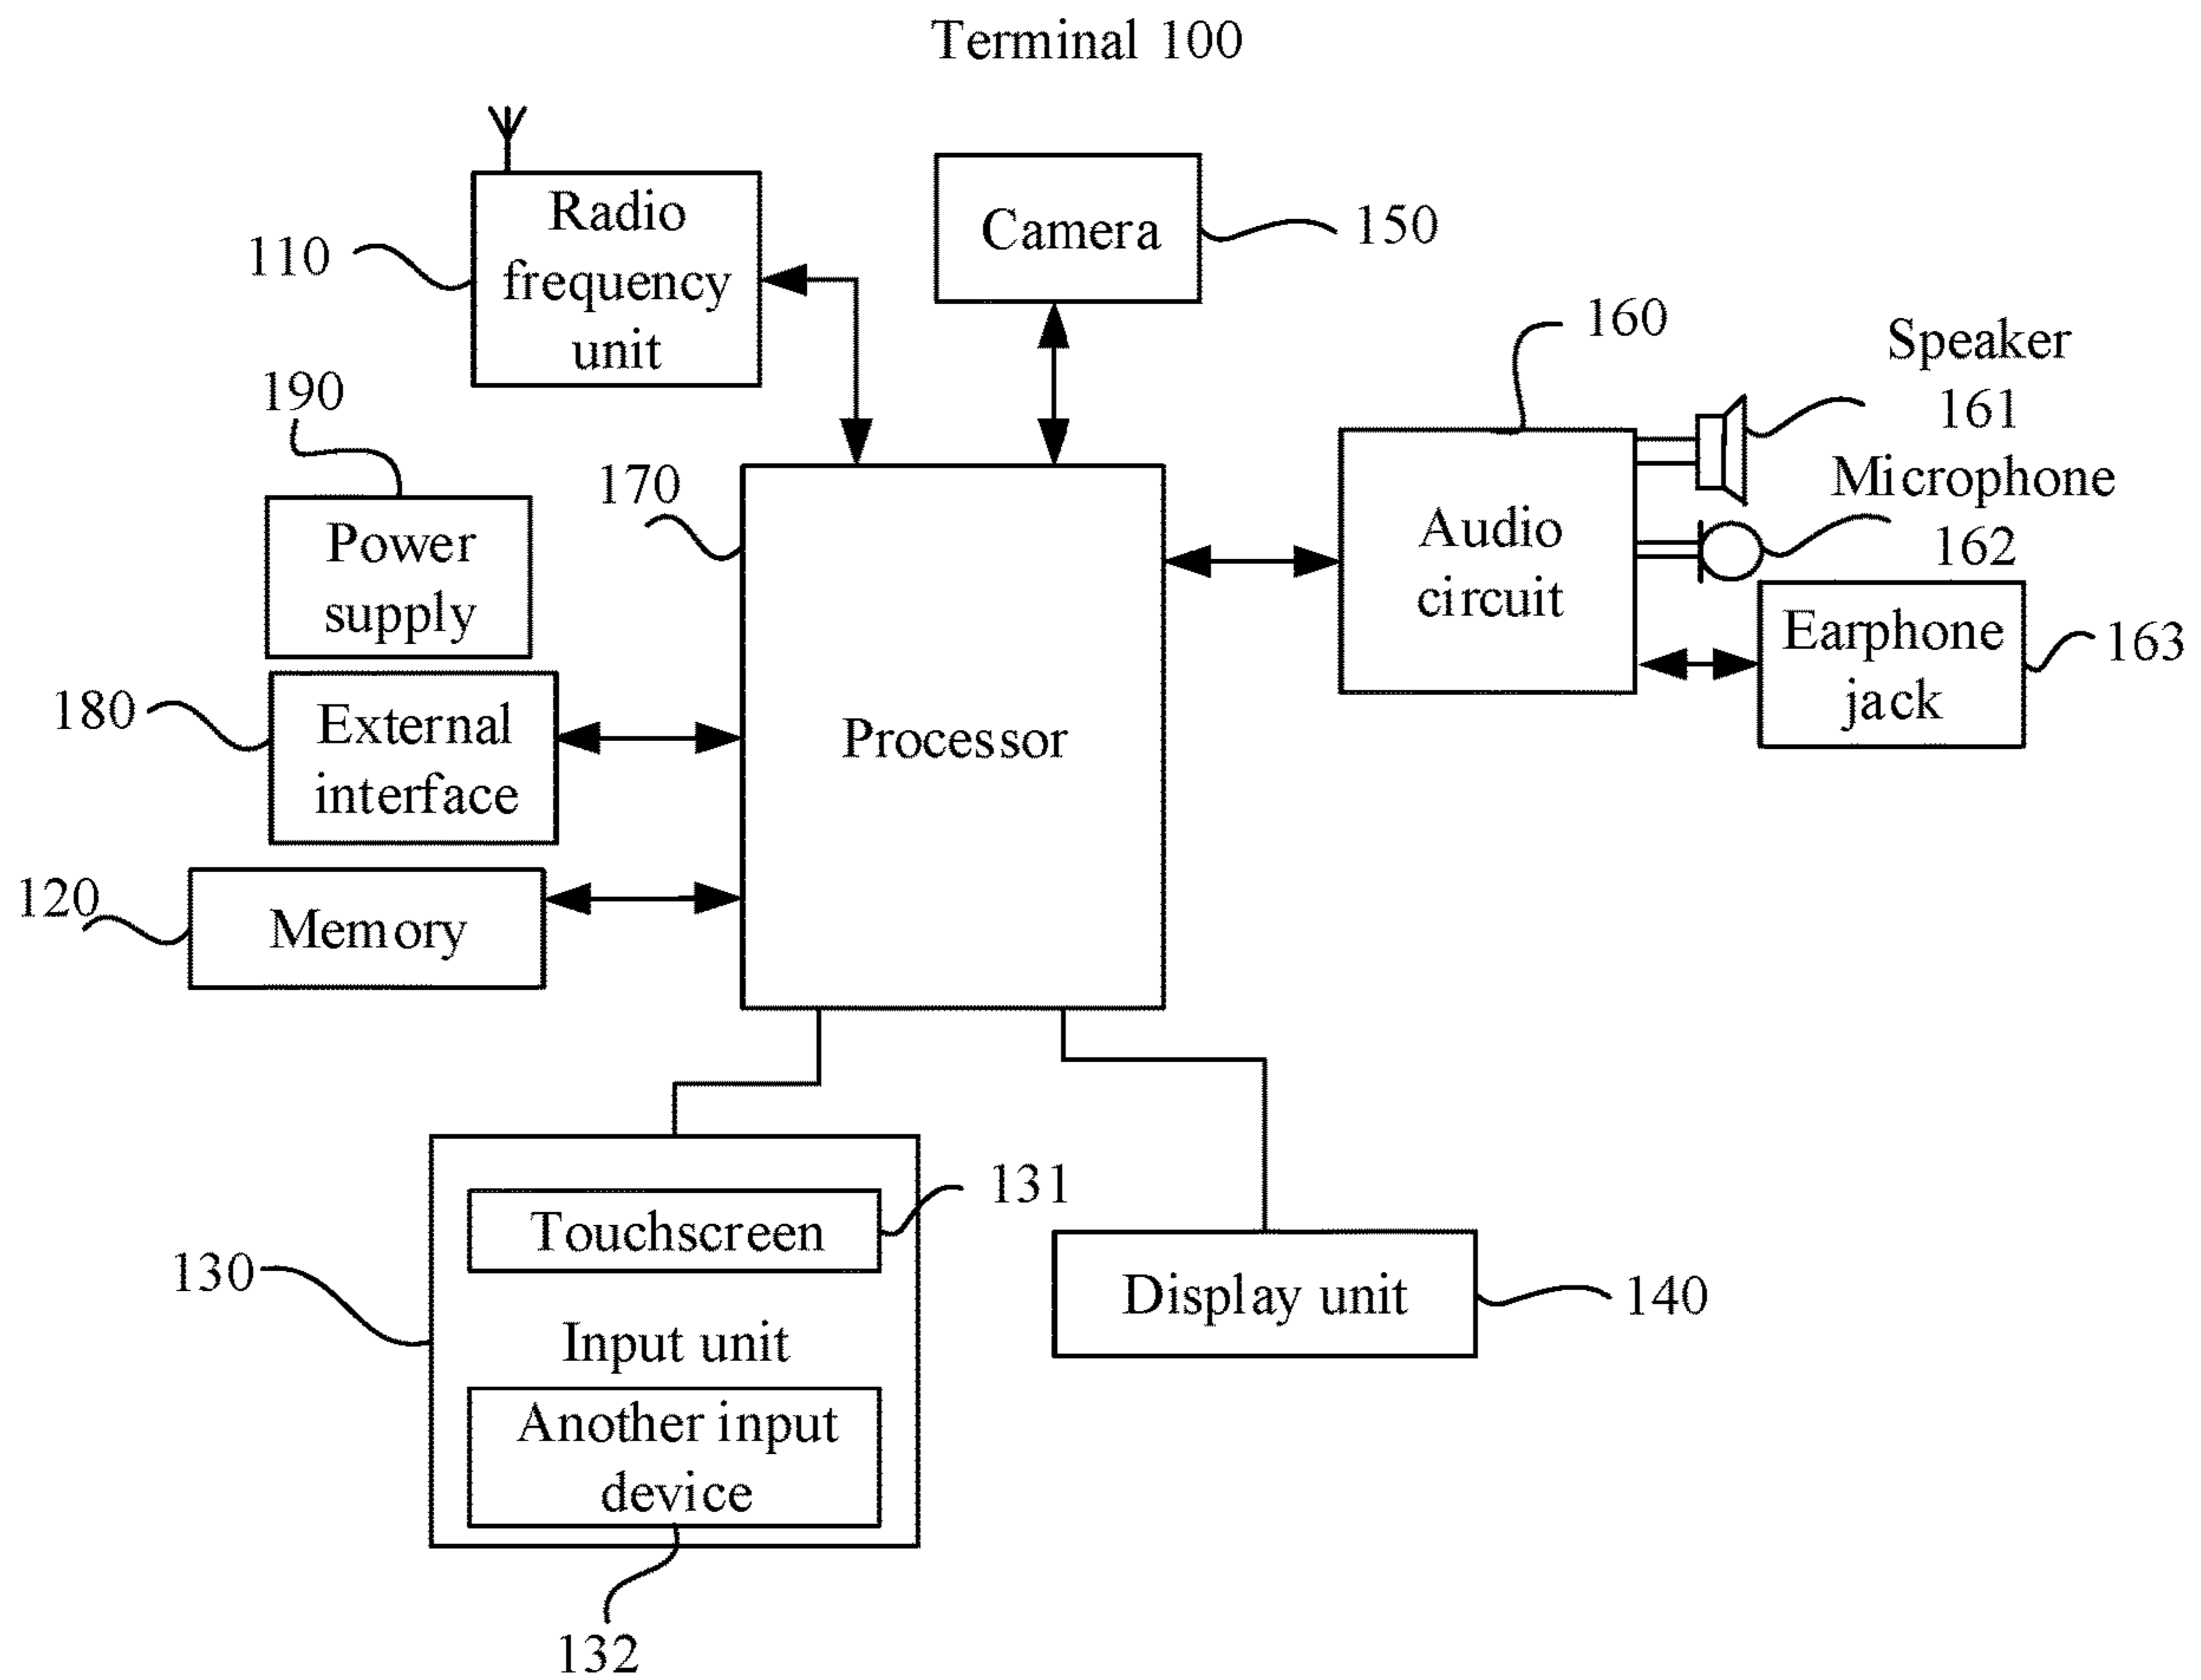 Terminal 100
Radio
frequency
unit
110
Camera
150
190
Power
supply
170
Processor
160
Audio
circuit
Speaker
161
Microphone
162
Earphone
jack
163
180
External
interface
120
Memory
130
Touchscreen
131
Input unit
Another input
device
132
Display unit
140